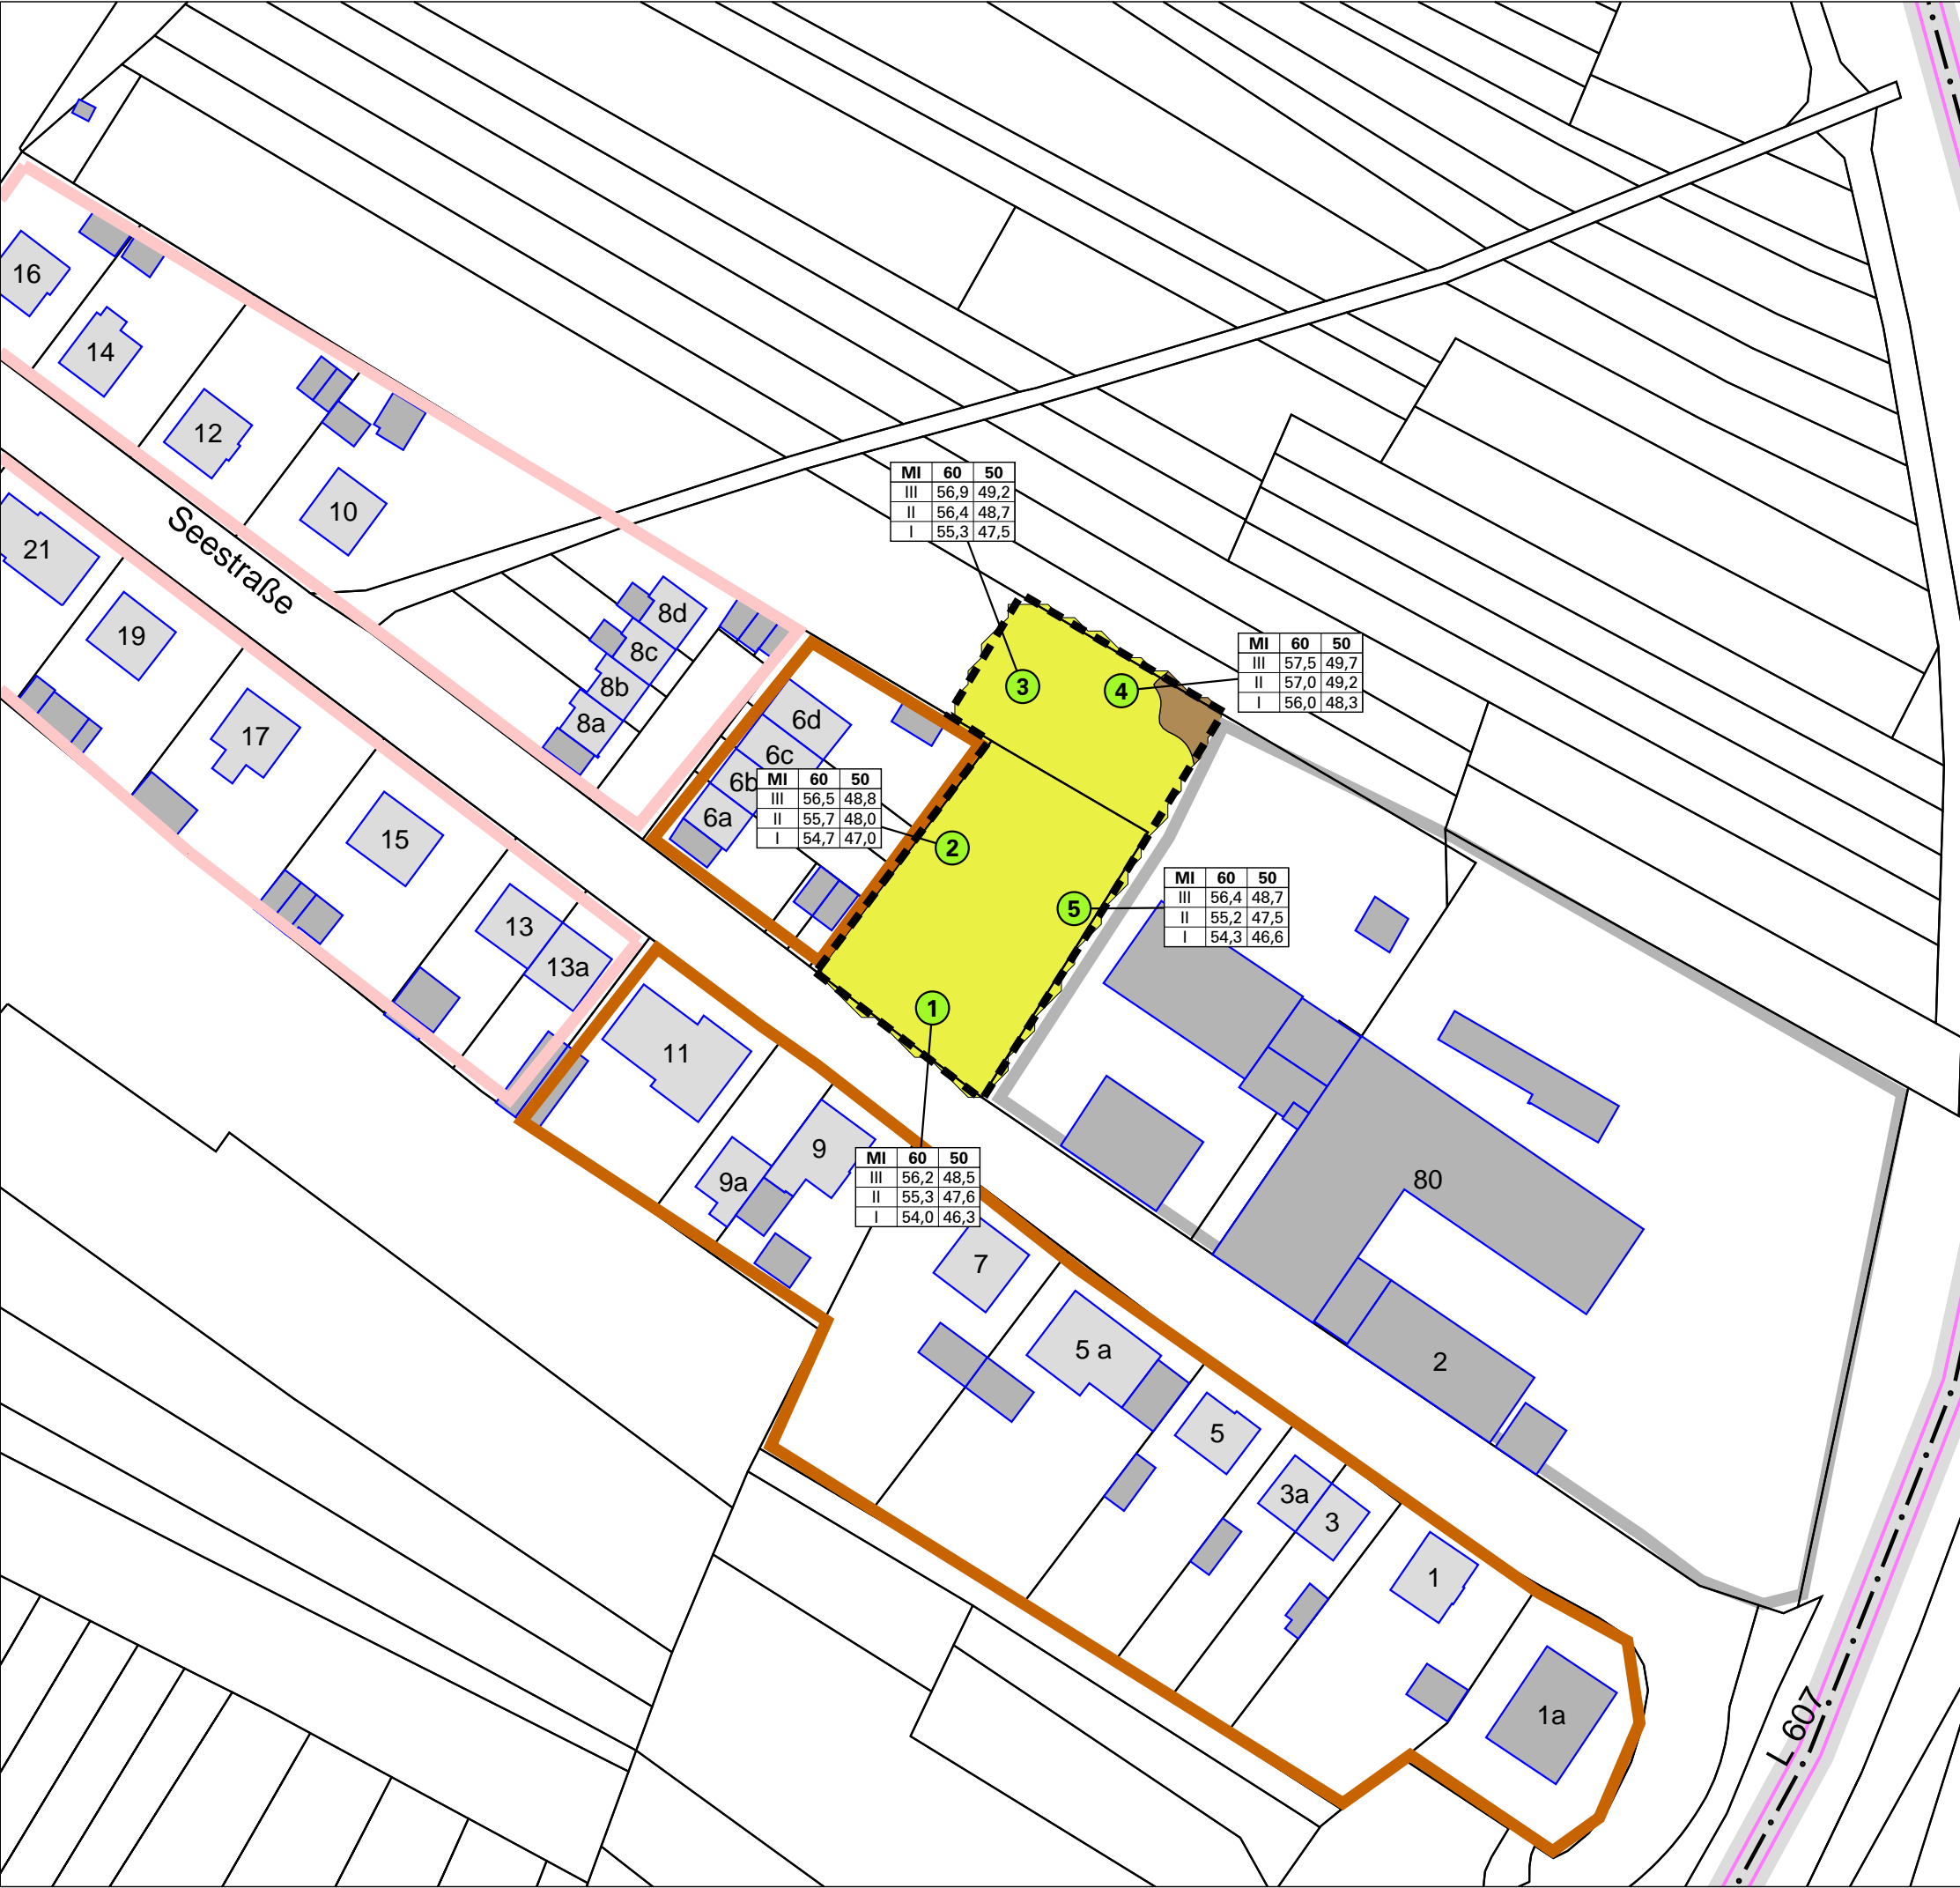 16
14
12
10
21
Seestraße
19
17
15
13
13a
8d
8c
8b
8a
6d
6c
6b
6a
MI 60 50
III 56,9 49,2
II 56,4 48,7
I 55,3 47,5
3
4
MI 60 50
III 57,5 49,7
II 57,0 49,2
I 56,0 48,3
MI 60 50
III 56,5 48,8
II 55,7 48,0
I 54,7 47,0
2
5
MI 60 50
III 56,4 48,7
II 55,2 47,5
I 54,3 46,6
1
MI 60 50
III 56,2 48,5
II 55,3 47,6
I 54,0 46,3
11
9
9a
7
5 a
5
3a
3
1
1a
80
2
L 607